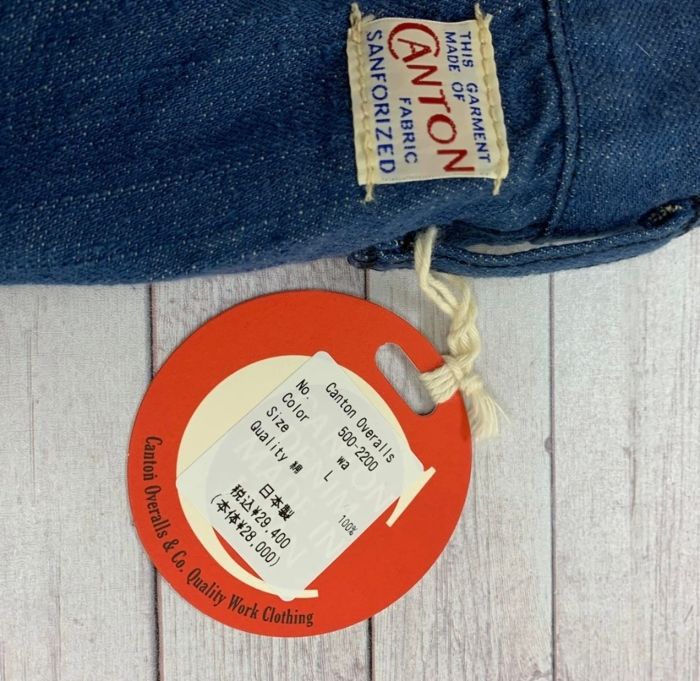 THIS GARMENT
MADE OF
CANTON
FABRIC
SANFORIZED
Canton Overalls
No. 500-2200
Color wa
Size L
Quality 綿 100%
日本製
税込¥29,400
(本体¥28,000)
Canton Overalls & Co. Quality Work Clothing